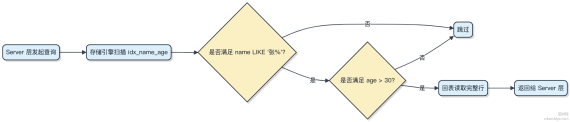 Server 层发起查询
存储引擎扫描 idx_name_age
是否满足 name LIKE '张%'?
否
跳过
是
是否满足 age > 30?
否
是
回表读取完整行
返回给 Server 层